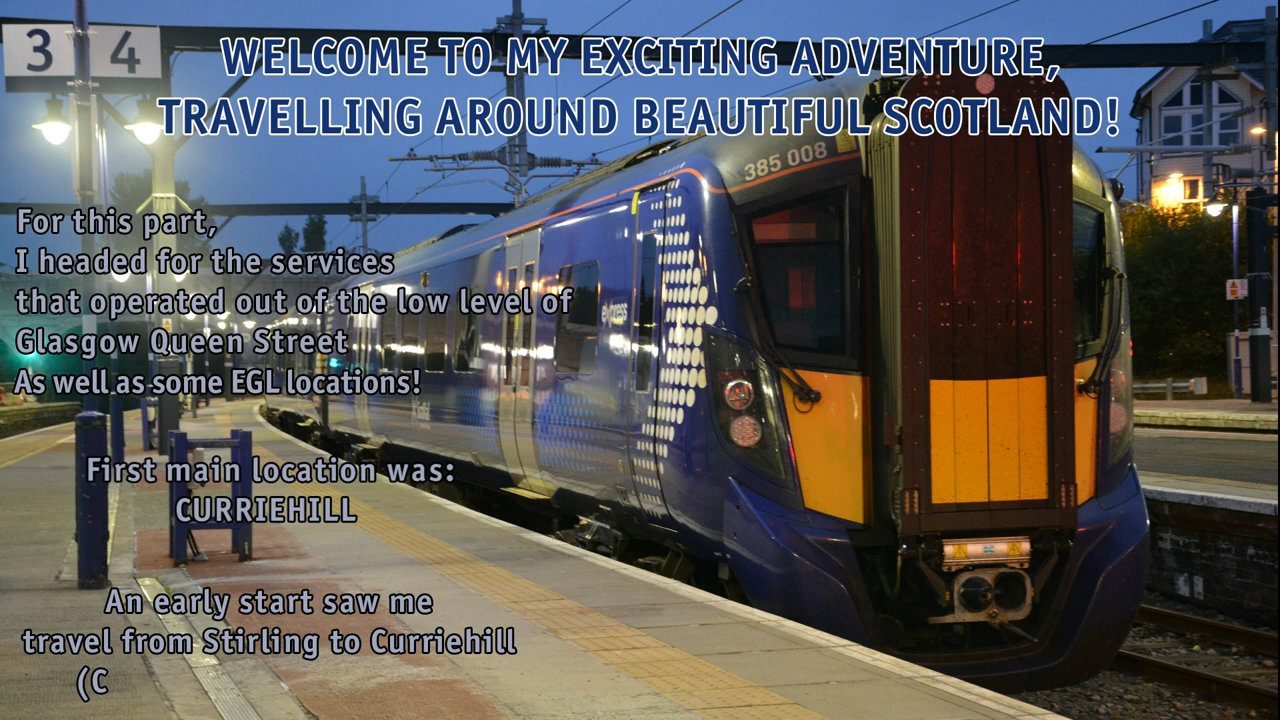 3 4
WELCOME TO MY EXCITING ADVENTURE,
TRAVELLING AROUND BEAUTIFUL SCOTLAND!
385 008
For this part,
I headed for the services
that operated out of the low level of
express
Glasgow Queen Street
As well as some EGL locations!
First main location was:
CURRIEHILL
An early start saw me
travel from Stirling to Curriehill
(C